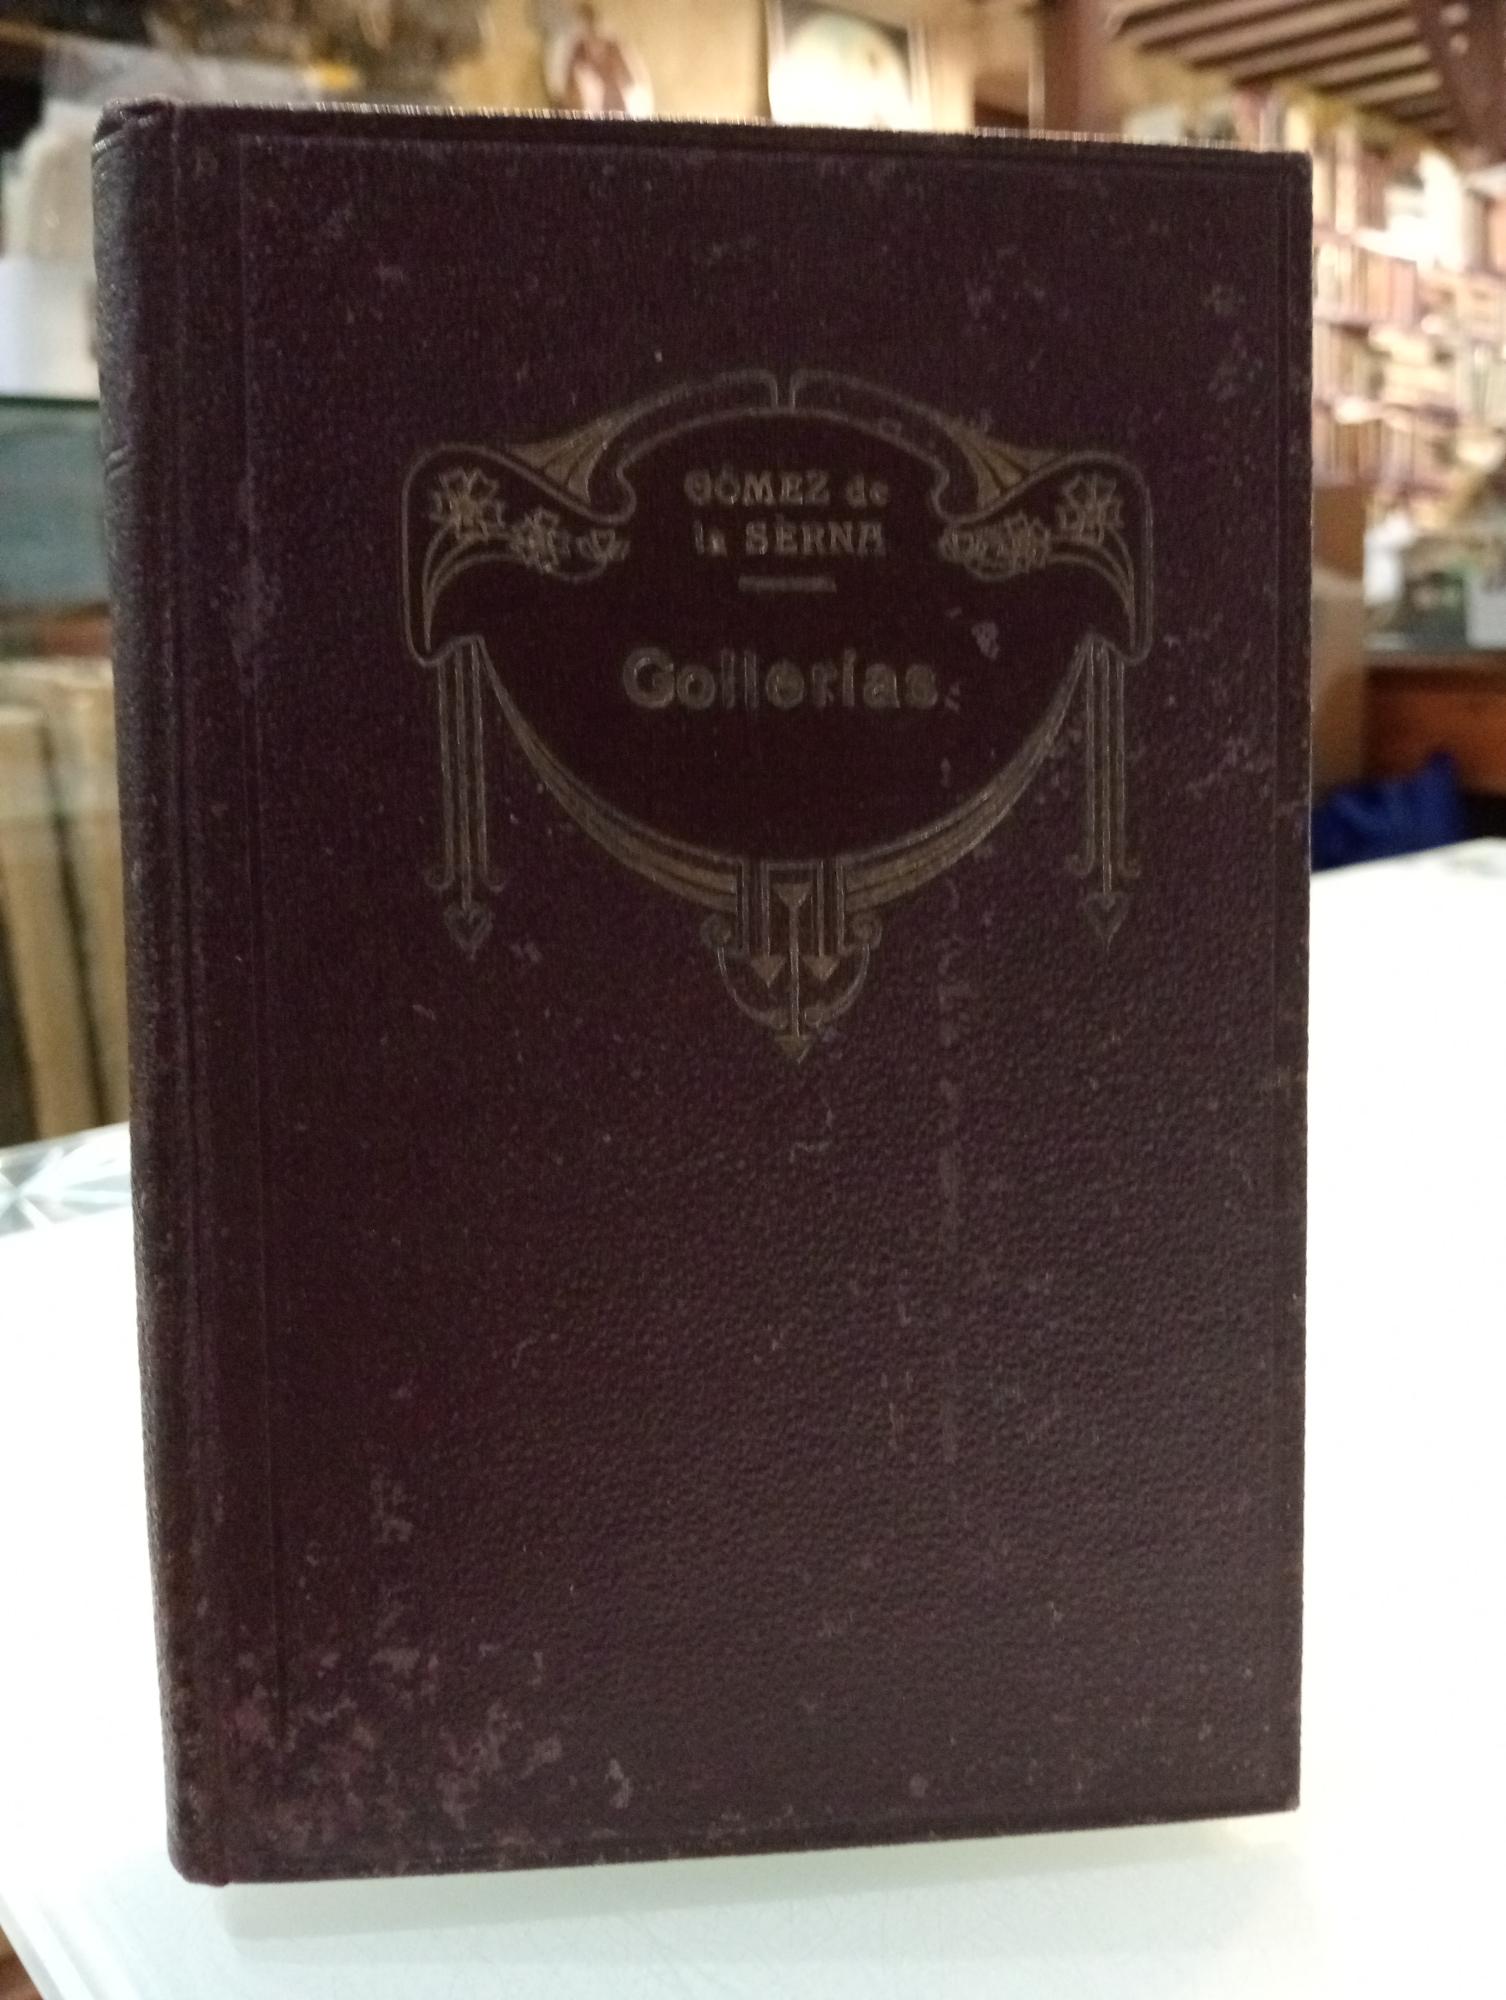 GÓMEZ de
la SERNA
Gollerías